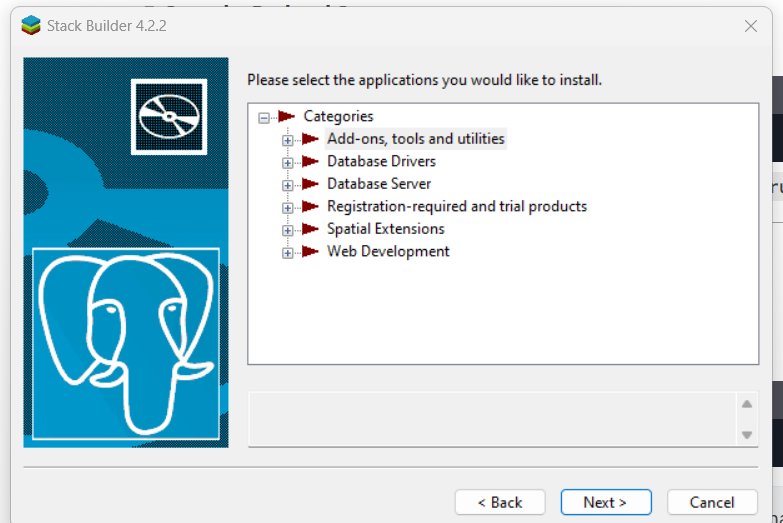 Stack Builder 4.2.2
Please select the applications you would like to install.
Categories
Add-ons, tools and utilities
Database Drivers
Database Server
Registration-required and trial products
Spatial Extensions
Web Development
< Back
Next >
Cancel